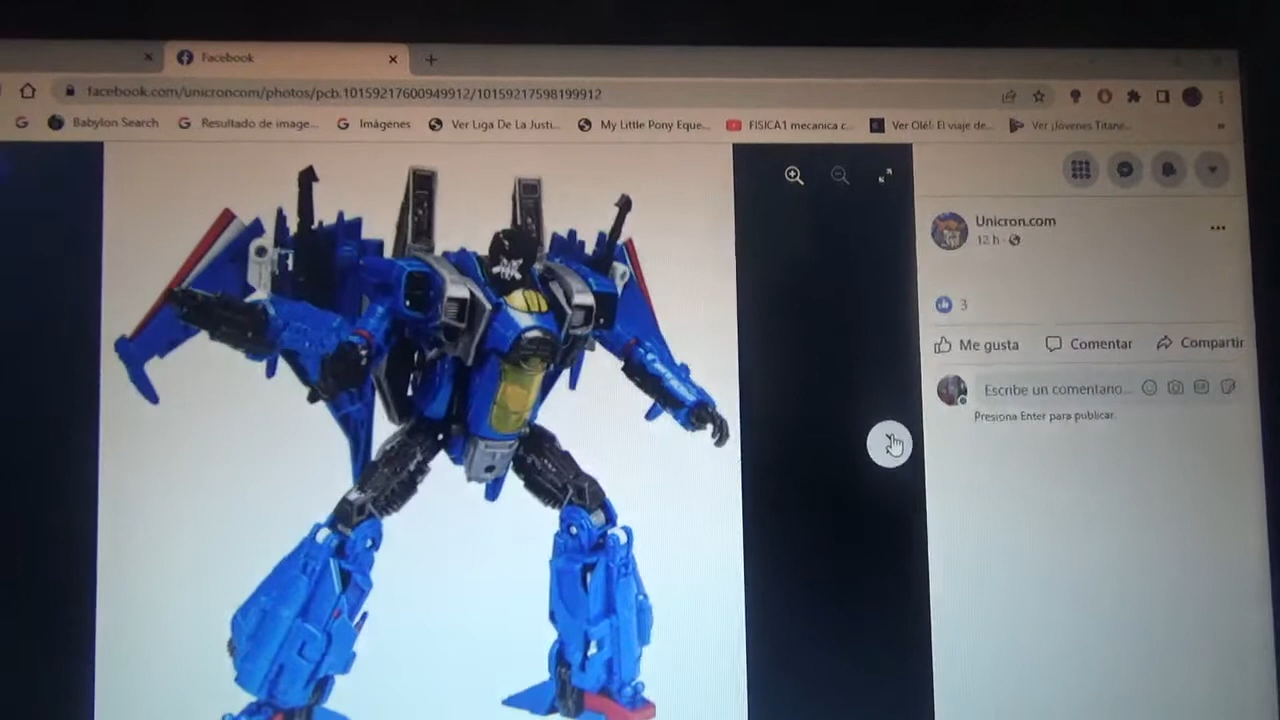 Facebook
facebook.com/unicroncom/photos/pcb.10159217600949912/10159217598199912
Babylon Search
Resultado de image...
Imágenes
Ver Liga De La Justi...
My Little Pony Eque...
FISICA1 mecanica c...
Ver Olé!: El viaje de...
Ver ¡Jóvenes Titane...
Unicron.com
12 h
3
Me gusta
Comentar
Compartir
Escribe un comentario...
Presiona Enter para publicar.